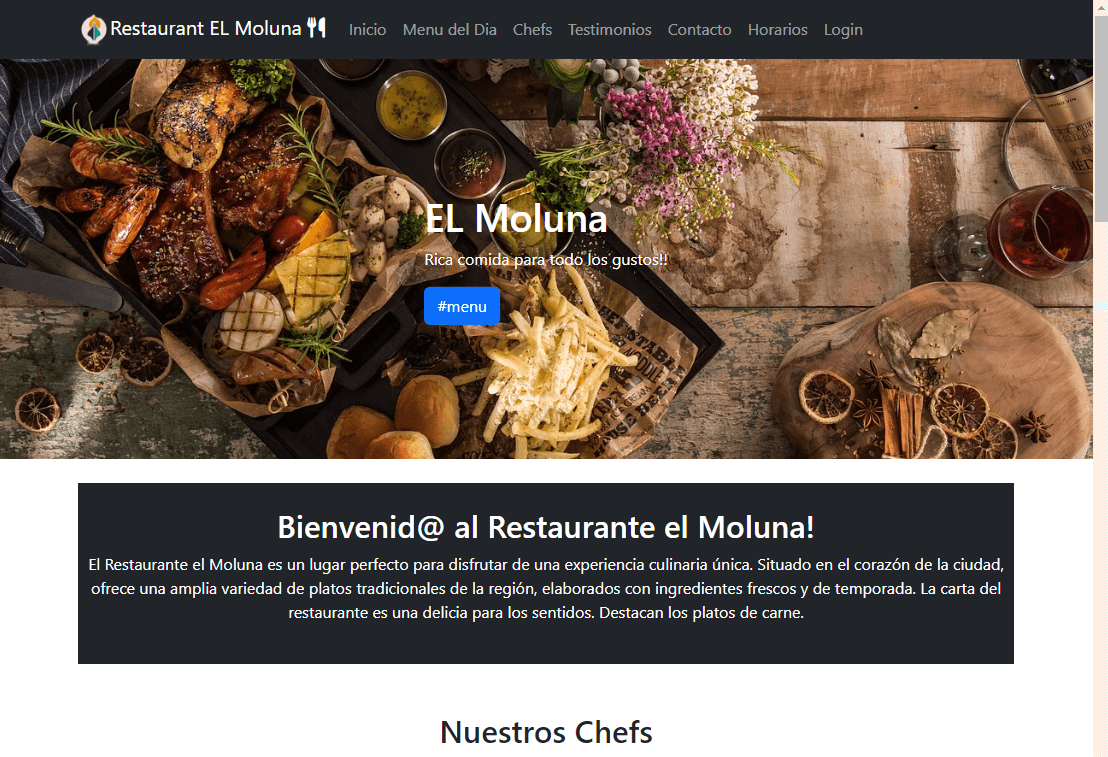 Restaurant EL Moluna
Inicio
Menu del Dia
Chefs
Testimonios
Contacto
Horarios
Login
EL Moluna
Rica comida para todo los gustos!!
#menu
Bienvenid@ al Restaurante el Moluna!
El Restaurante el Moluna es un lugar perfecto para disfrutar de una experiencia culinaria única. Situado en el corazón de la ciudad,
ofrece una amplia variedad de platos tradicionales de la región, elaborados con ingredientes frescos y de temporada. La carta del
restaurante es una delicia para los sentidos. Destacan los platos de carne.
Nuestros Chefs